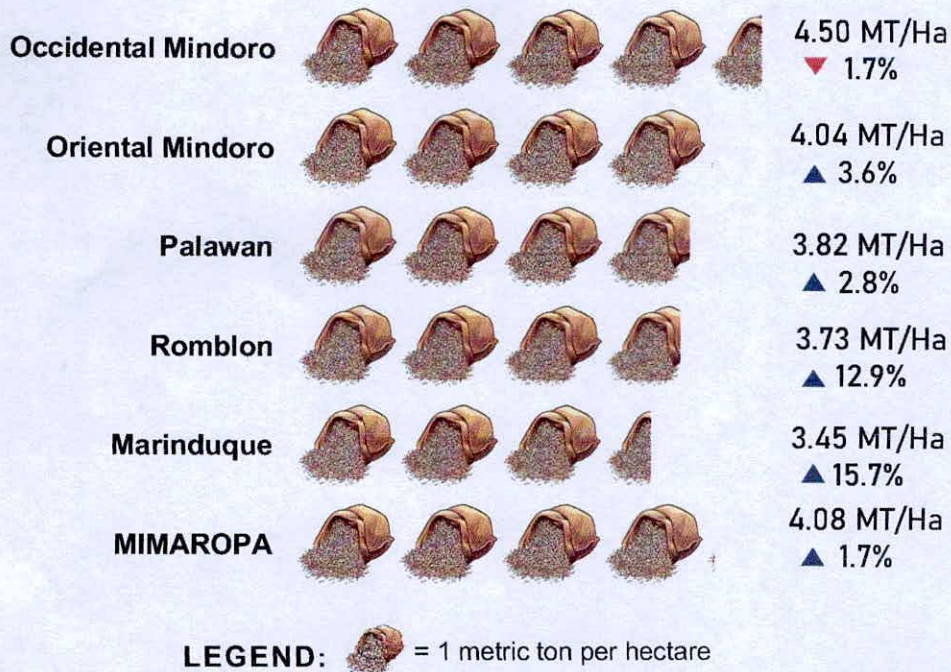 Occidental Mindoro
4.50 MT/Ha
▼ 1.7%
Oriental Mindoro
4.04 MT/Ha
▲ 3.6%
Palawan
3.82 MT/Ha
▲ 2.8%
Romblon
3.73 MT/Ha
▲ 12.9%
Marinduque
3.45 MT/Ha
▲ 15.7%
MIMAROPA
4.08 MT/Ha
▲ 1.7%
LEGEND: = 1 metric ton per hectare